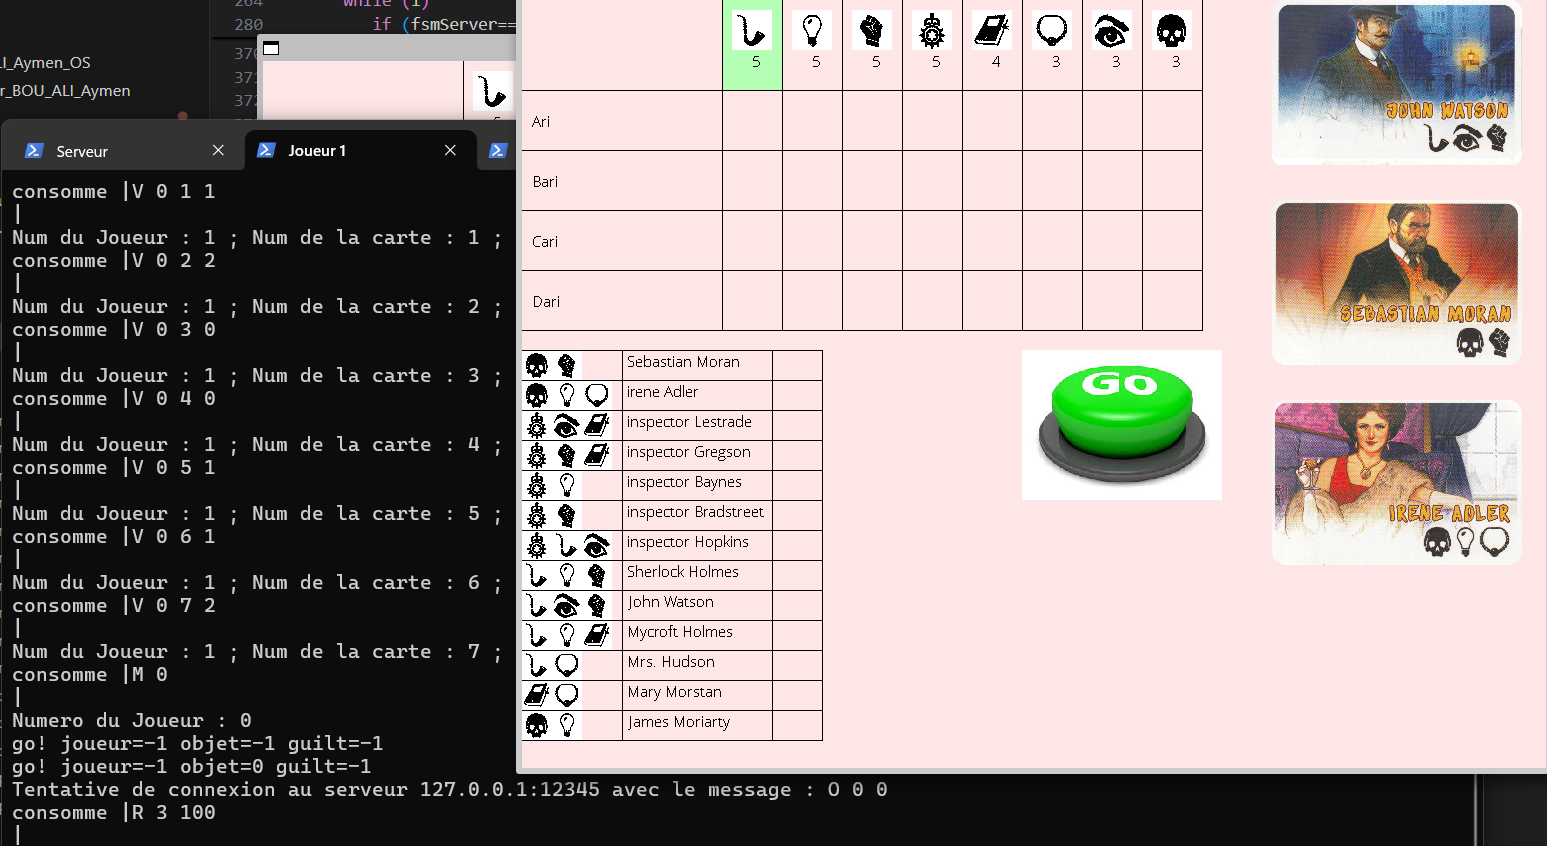 264 while (1)
280 if (fsmServer==
LI_Aymen_OS
r_BOU_ALI_Aymen
370
371
372
Serveur
Joueur 1
consomme |V 0 1 1
|
Num du Joueur : 1 ; Num de la carte : 1 ;
consomme |V 0 2 2
|
Num du Joueur : 1 ; Num de la carte : 2 ;
consomme |V 0 3 0
|
Num du Joueur : 1 ; Num de la carte : 3 ;
consomme |V 0 4 0
|
Num du Joueur : 1 ; Num de la carte : 4 ;
consomme |V 0 5 1
|
Num du Joueur : 1 ; Num de la carte : 5 ;
consomme |V 0 6 1
|
Num du Joueur : 1 ; Num de la carte : 6 ;
consomme |V 0 7 2
|
Num du Joueur : 1 ; Num de la carte : 7 ;
consomme |M 0
|
Numero du Joueur : 0
go! joueur=-1 objet=-1 guilt=-1
go! joueur=-1 objet=0 guilt=-1
Tentative de connexion au serveur 127.0.0.1:12345 avec le message : O 0 0
consomme |R 3 100
|
5 5 5 5 4 3 3 3
Ari
Bari
Cari
Dari
Sebastian Moran
irene Adler
inspector Lestrade
inspector Gregson
inspector Baynes
inspector Bradstreet
inspector Hopkins
Sherlock Holmes
John Watson
Mycroft Holmes
Mrs. Hudson
Mary Morstan
James Moriarty
GO
JOHN WATSON
SEBASTIAN MORAN
IRENE ADLER